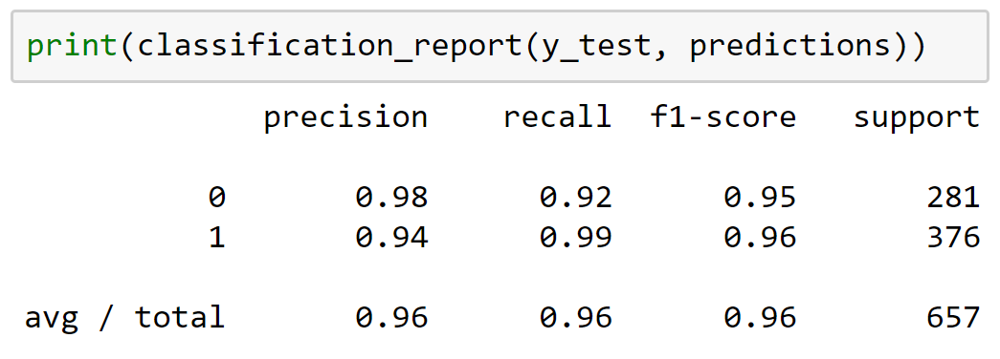 print(classification_report(y_test, predictions))
precision recall f1-score support
0 0.98 0.92 0.95 281
1 0.94 0.99 0.96 376
avg / total 0.96 0.96 0.96 657